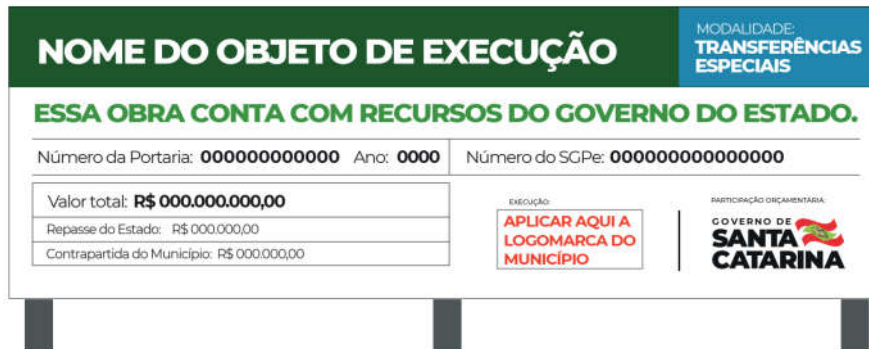 NOME DO OBJETO DE EXECUÇÃO
MODALIDADE:
TRANSFERÊNCIAS
ESPECIAIS
ESSA OBRA CONTA COM RECURSOS DO GOVERNO DO ESTADO.
Número da Portaria: 000000000000 Ano: 0000
Número do SGPe: 000000000000000
Valor total: R$ 000.000.000,00
Repasse do Estado: R$ 000.000,00
Contrapartida do Município: R$ 000.000,00
EXECUÇÃO:
APLICAR AQUI A
LOGOMARCA DO
MUNICÍPIO
PARTICIPAÇÃO ORÇAMENTÁRIA:
GOVERNO DE
SANTA
CATARINA